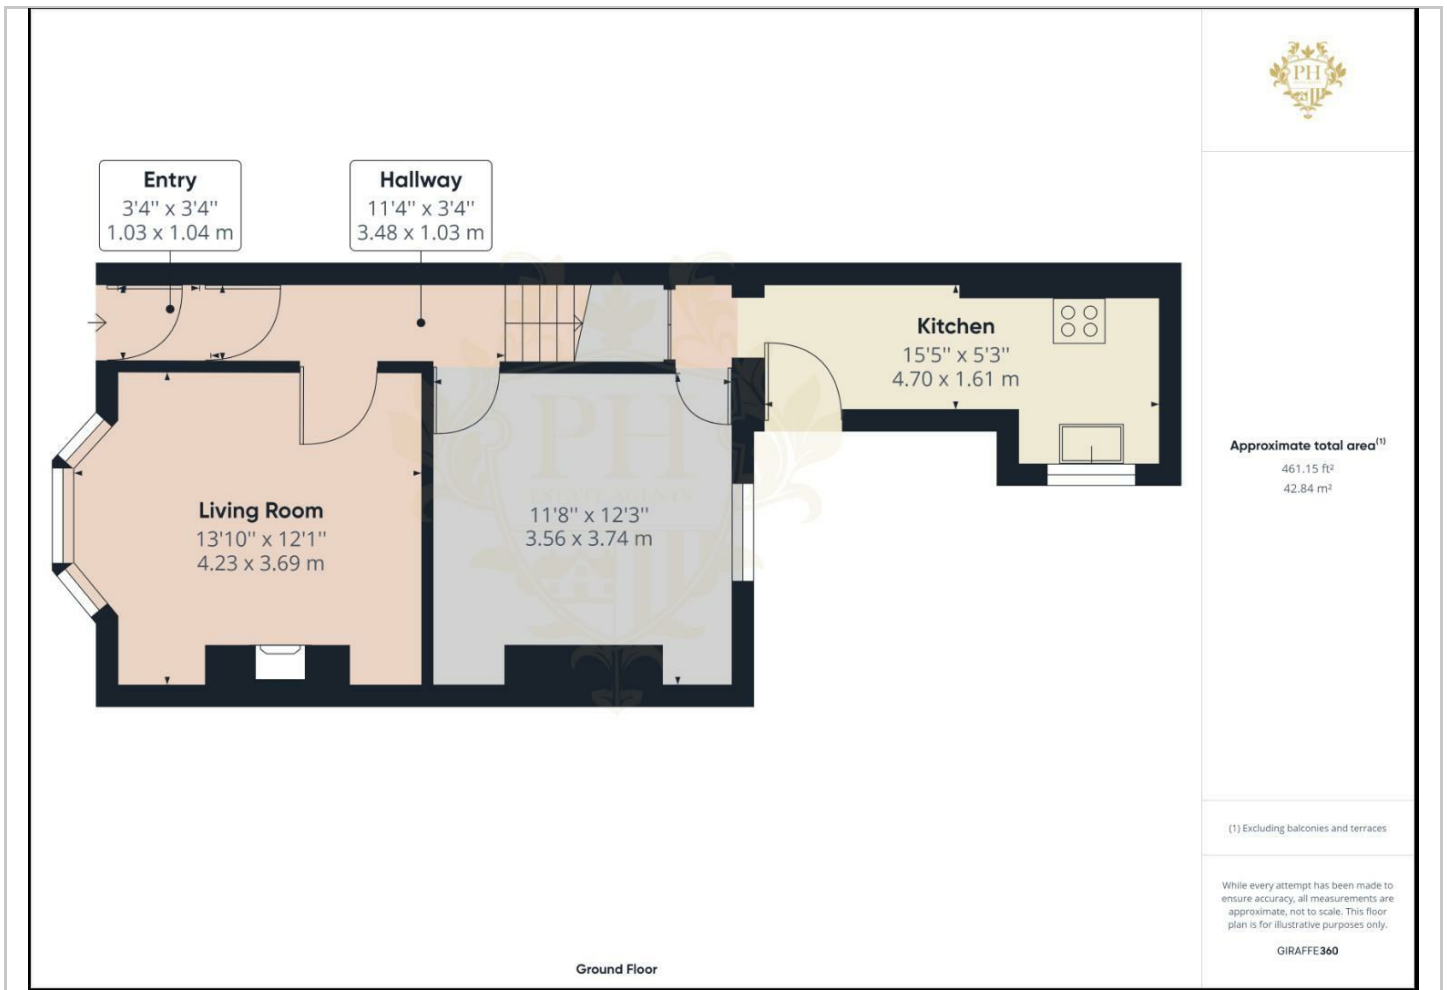 PH
Entry
3'4" x 3'4"
1.03 x 1.04 m
Hallway
11'4" x 3'4"
3.48 x 1.03 m
Kitchen
15'5" x 5'3"
4.70 x 1.61 m
Living Room
13'10" x 12'1"
4.23 x 3.69 m
PH
ESTATE AGENTS
11'8" x 12'3"
3.56 x 3.74 m
Approximate total area(1)
461.15 ft²
42.84 m²
(1) Excluding balconies and terraces
While every attempt has been made to
ensure accuracy, all measurements are
approximate, not to scale. This floor
plan is for illustrative purposes only.
GIRAFFE360
Ground Floor